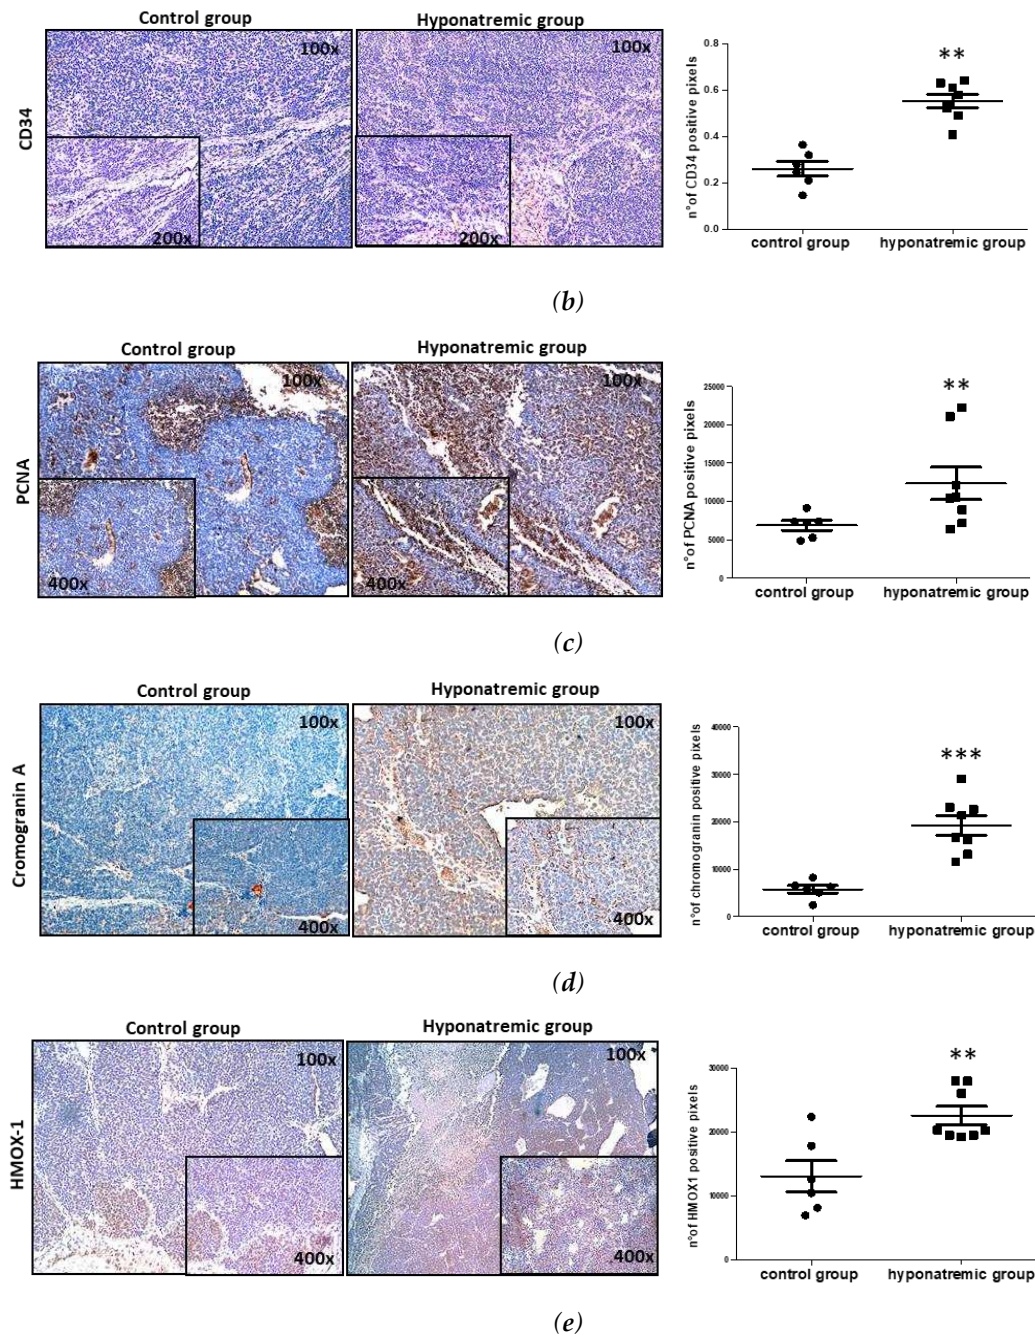 Control group
Hyponatremic group
CD34
100x
200x
100x
200x
n°of CD34 positive pixels
0.8
0.6
0.4
0.2
0.0
**
control group
hyponatremic group
(b)
Control group
Hyponatremic group
PCNA
100x
400x
100x
400x
n°of PCNA positive pixels
25000
20000
15000
10000
5000
0
**
control group
hyponatremic group
(c)
Control group
Hyponatremic group
Cromogranin A
100x
400x
100x
400x
n°of chromogranin positive pixels
40000
30000
20000
10000
0
***
control group
hyponatremic group
(d)
Control group
Hyponatremic group
HMOX-1
100x
400x
100x
400x
n°of HMOX1 positive pixels
30000
20000
10000
0
**
control group
hyponatremic group
(e)